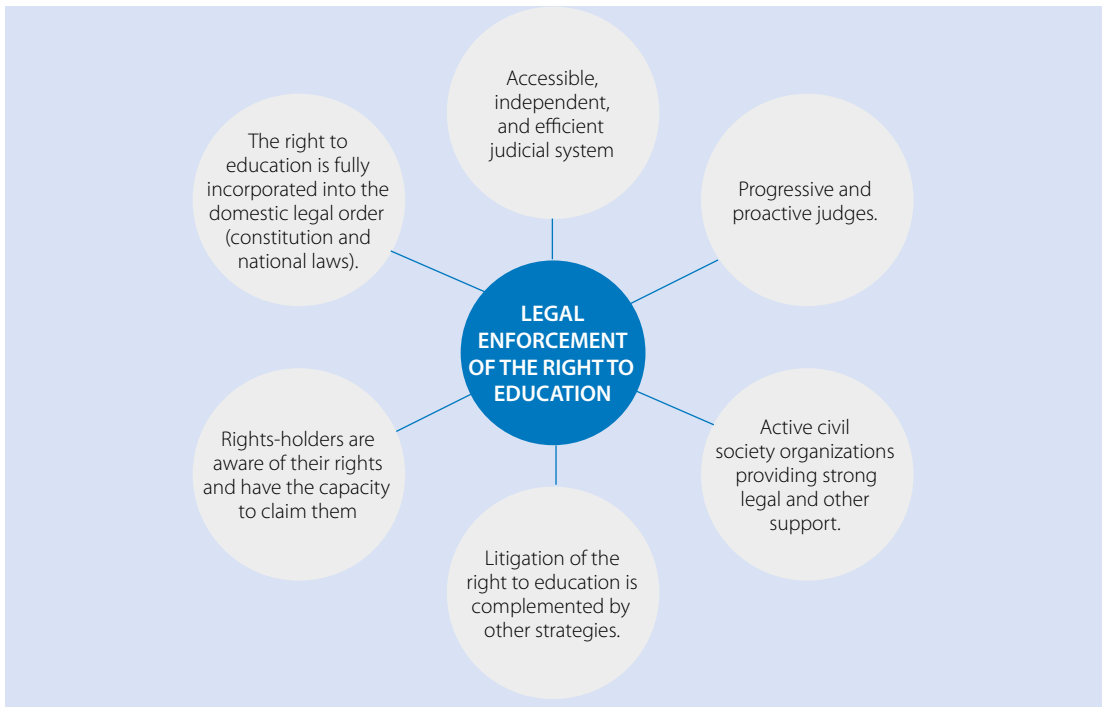 Accessible,
independent,
and efficient
judicial system
The right to
education is fully
incorporated into the
domestic legal order
(constitution and
national laws).
Progressive and
proactive judges.
LEGAL
ENFORCEMENT
OF THE RIGHT TO
EDUCATION
Rights-holders are
aware of their rights
and have the capacity
to claim them
Active civil
society organizations
providing strong
legal and other
support.
Litigation of the
right to education is
complemented by
other strategies.